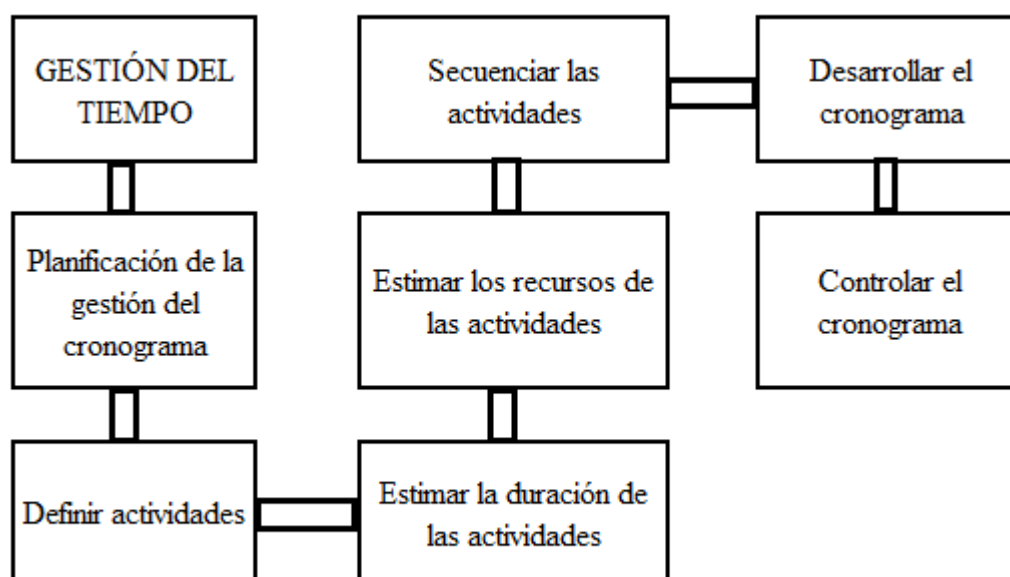 GESTIÓN DEL
TIEMPO
Planificación de la
gestión del
cronograma
Definir actividades
Estimar la duración de
las actividades
Estimar los recursos de
las actividades
Secuenciar las
actividades
Desarrollar el
cronograma
Controlar el
cronograma